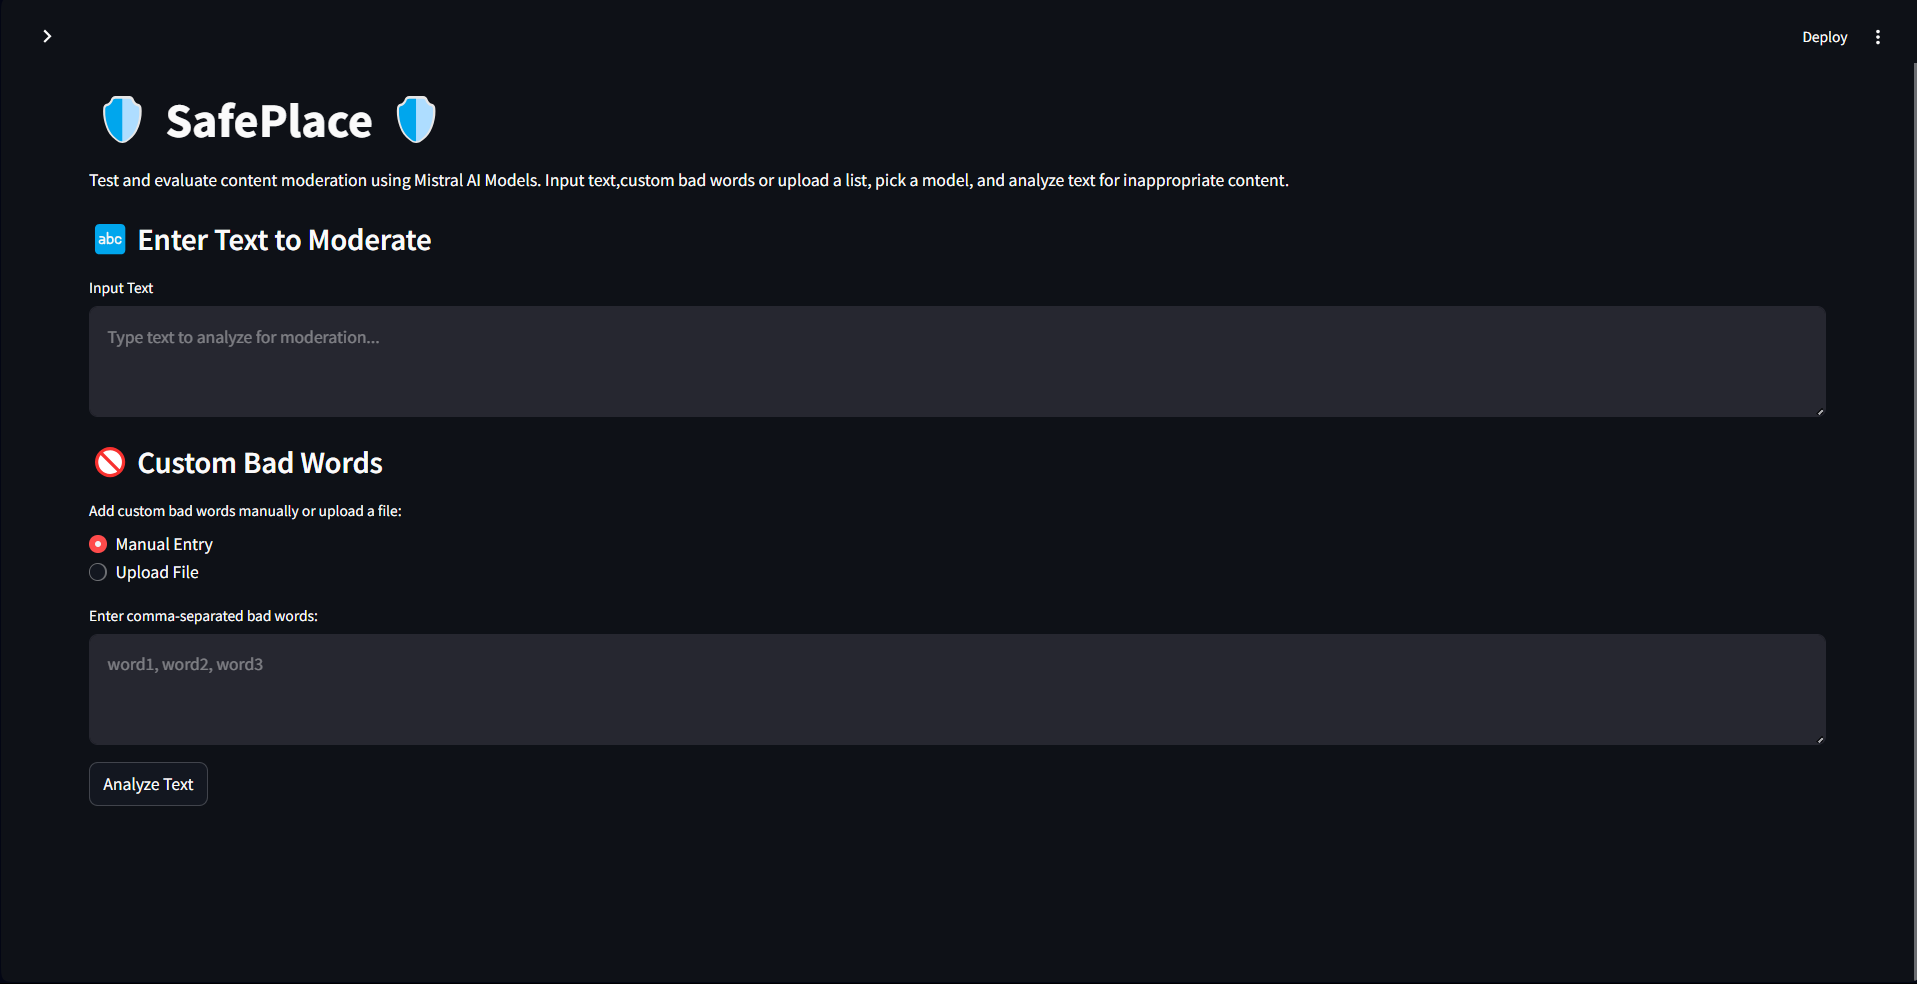 Deploy
SafePlace
Test and evaluate content moderation using Mistral AI Models. Input text,custom bad words or upload a list, pick a model, and analyze text for inappropriate content.
abc Enter Text to Moderate
Input Text
Type text to analyze for moderation...
Custom Bad Words
Add custom bad words manually or upload a file:
Manual Entry
Upload File
Enter comma-separated bad words:
word1, word2, word3
Analyze Text